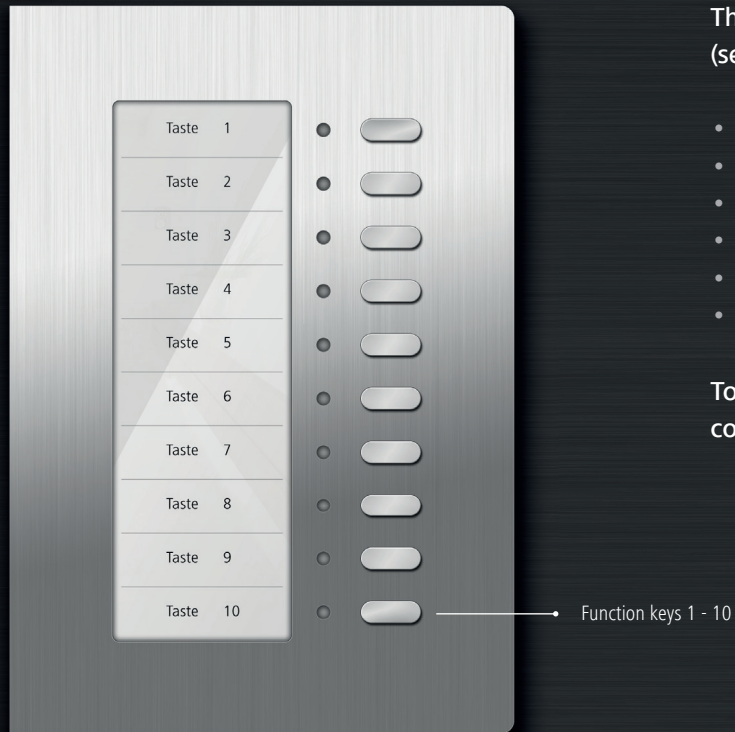 Taste 1
Taste 2
Taste 3
Taste 4
Taste 5
Taste 6
Taste 7
Taste 8
Taste 9
Taste 10
Function keys 1 - 10